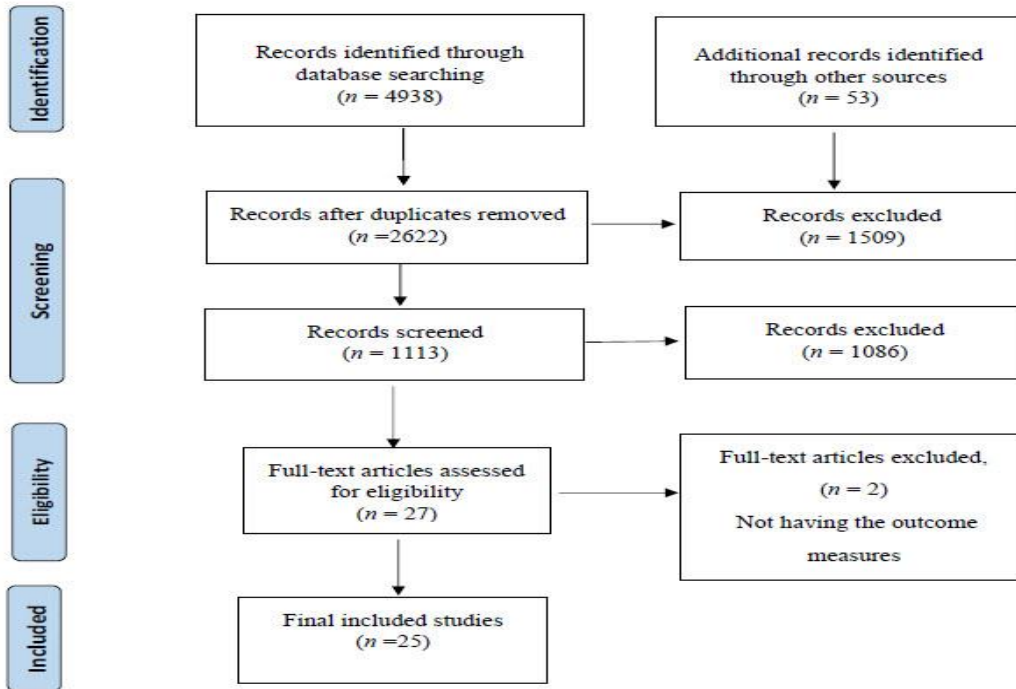 Identification
Records identified through
database searching
(n = 4938)
Additional records identified
through other sources
(n = 53)
Screening
Records after duplicates removed
(n =2622)
Records excluded
(n = 1509)
Records screened
(n = 1113)
Records excluded
(n = 1086)
Eligibility
Full-text articles assessed
for eligibility
(n = 27)
Full-text articles excluded,
(n = 2)
Not having the outcome
measures
Included
Final included studies
(n =25)